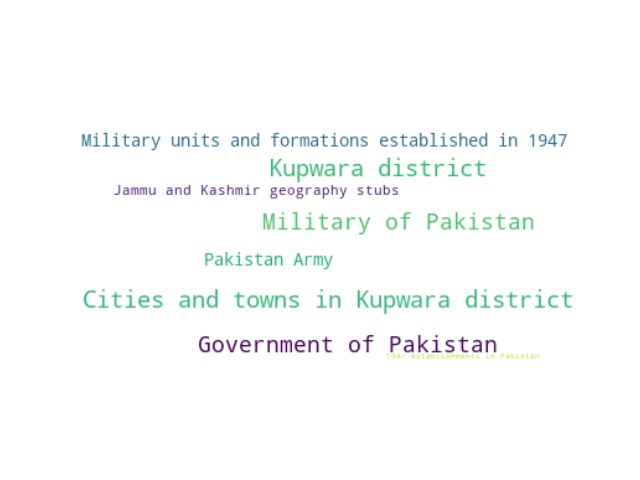 Military units and formations established in 1947
Kupwara district
Jammu and Kashmir geography stubs
Military of Pakistan
Pakistan Army
Cities and towns in Kupwara district
Government of Pakistan
1947 establishments in Pakistan